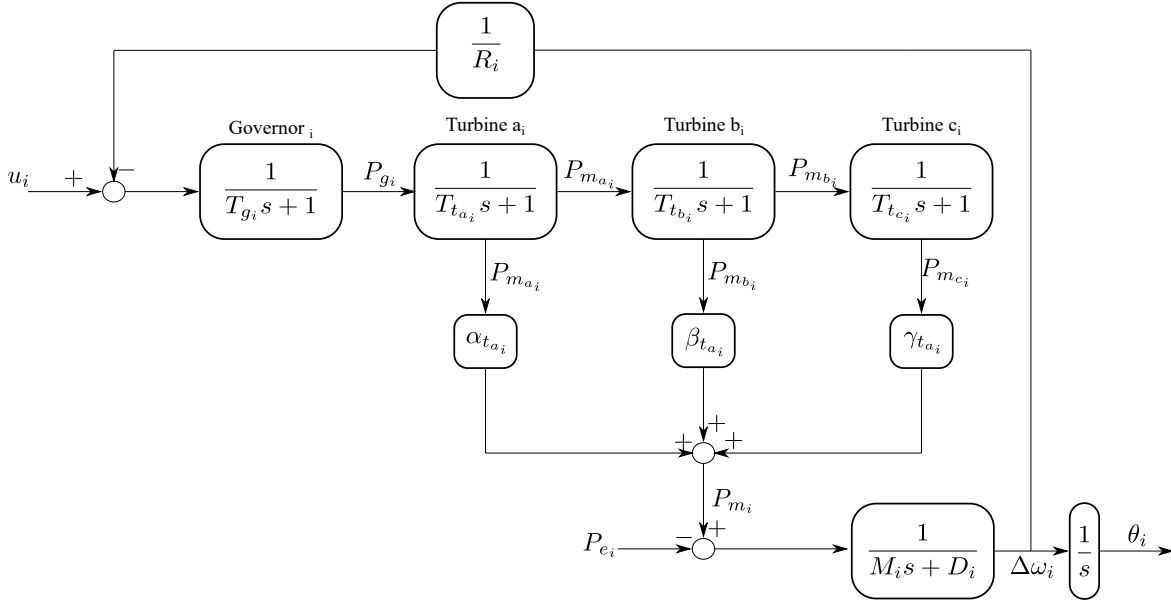 1
R_i
Governor _i
Turbine a_i
Turbine b_i
Turbine c_i
u_i
+
−
1
T_{g_i} s + 1
P_{g_i}
1
T_{t_{a_i}} s + 1
P_{m_{a_i}}
1
T_{t_{b_i}} s + 1
P_{m_{b_i}}
1
T_{t_{c_i}} s + 1
P_{m_{a_i}}
P_{m_{b_i}}
P_{m_{c_i}}
α_{t_{a_i}}
β_{t_{a_i}}
γ_{t_{a_i}}
+
+
+
P_{m_i}
P_{e_i}
−
+
1
M_i s + D_i
Δω_i
1
s
θ_i